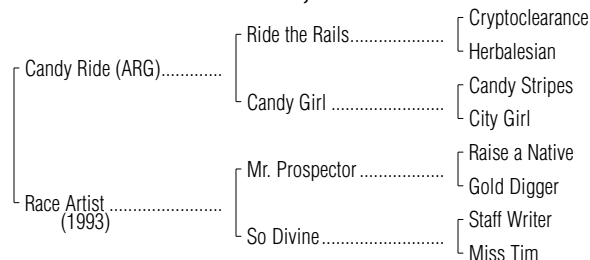 Cryptoclearance
Ride the Rails
Herbalesian
Candy Ride (ARG)
Candy Stripes
Candy Girl
City Girl
Raise a Native
Mr. Prospector
Gold Digger
Race Artist
(1993)
Staff Writer
So Divine
Miss Tim